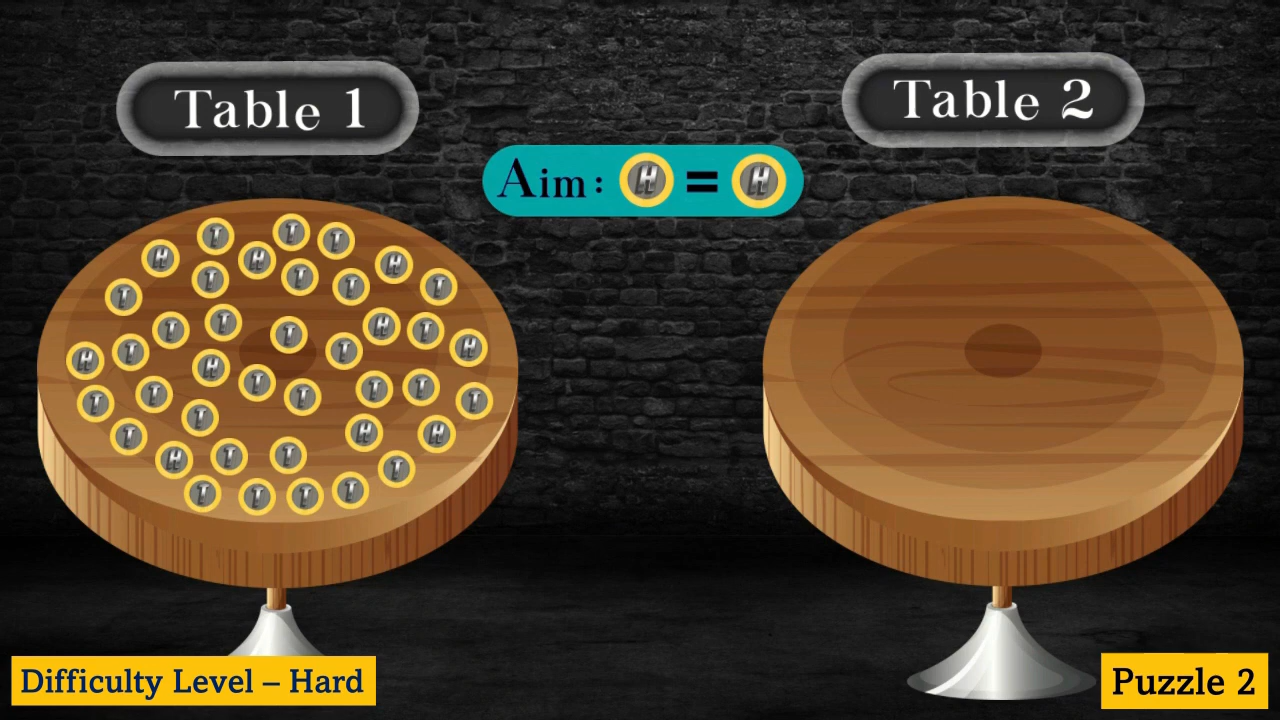 Table 1
Table 2
Aim: H = H
T T T
H H H
T T T T
T
T T T H T
H T T H
H T T T T
T T T
T T H H
H T T T
T T T T
Difficulty Level – Hard
Puzzle 2